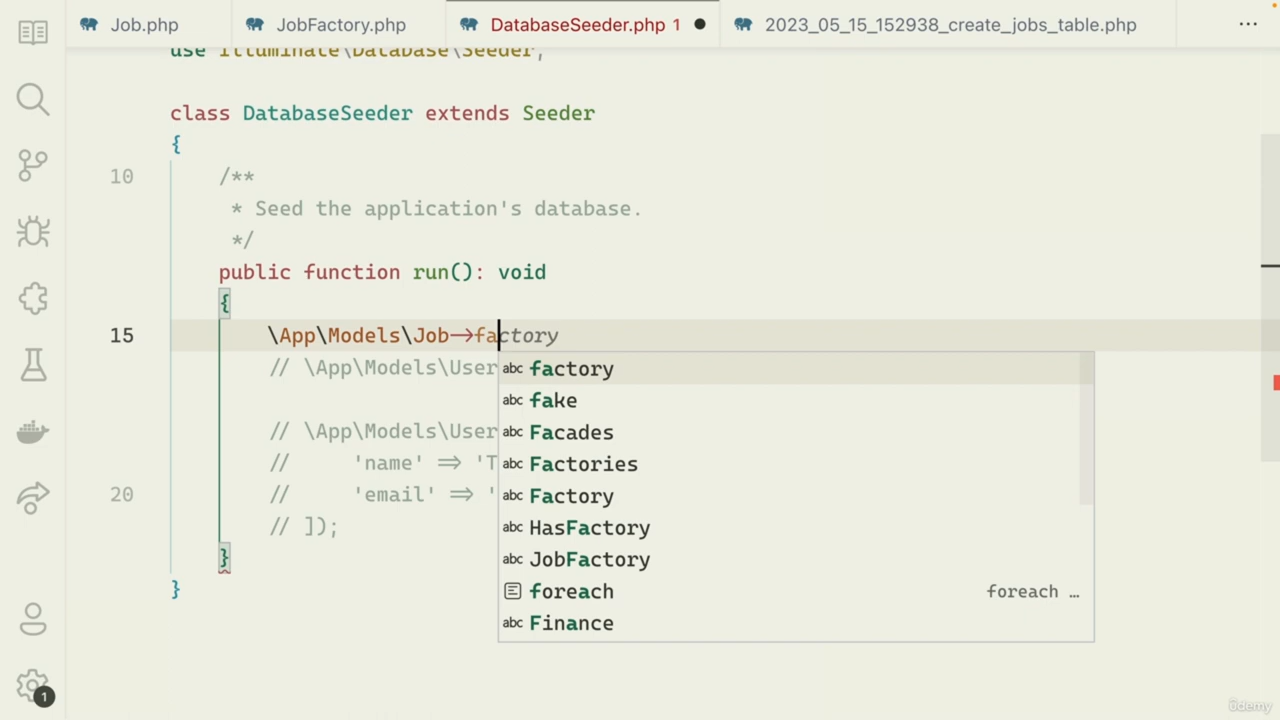 Job.php JobFactory.php DatabaseSeeder.php 1 2023_05_15_152938_create_jobs_table.php ...
use Illuminate\Database\Seeder;
class DatabaseSeeder extends Seeder
{
10 /**
* Seed the application's database.
*/
public function run(): void
{
15 \App\Models\Job→factory
// \App\Models\User
factory
fake
// \App\Models\User
Facades
// 'name' ⇒ 'T
Factories
20 // 'email' ⇒ '
Factory
// ]);
HasFactory
}
JobFactory
}
foreach foreach …
Finance
1
ûdemy